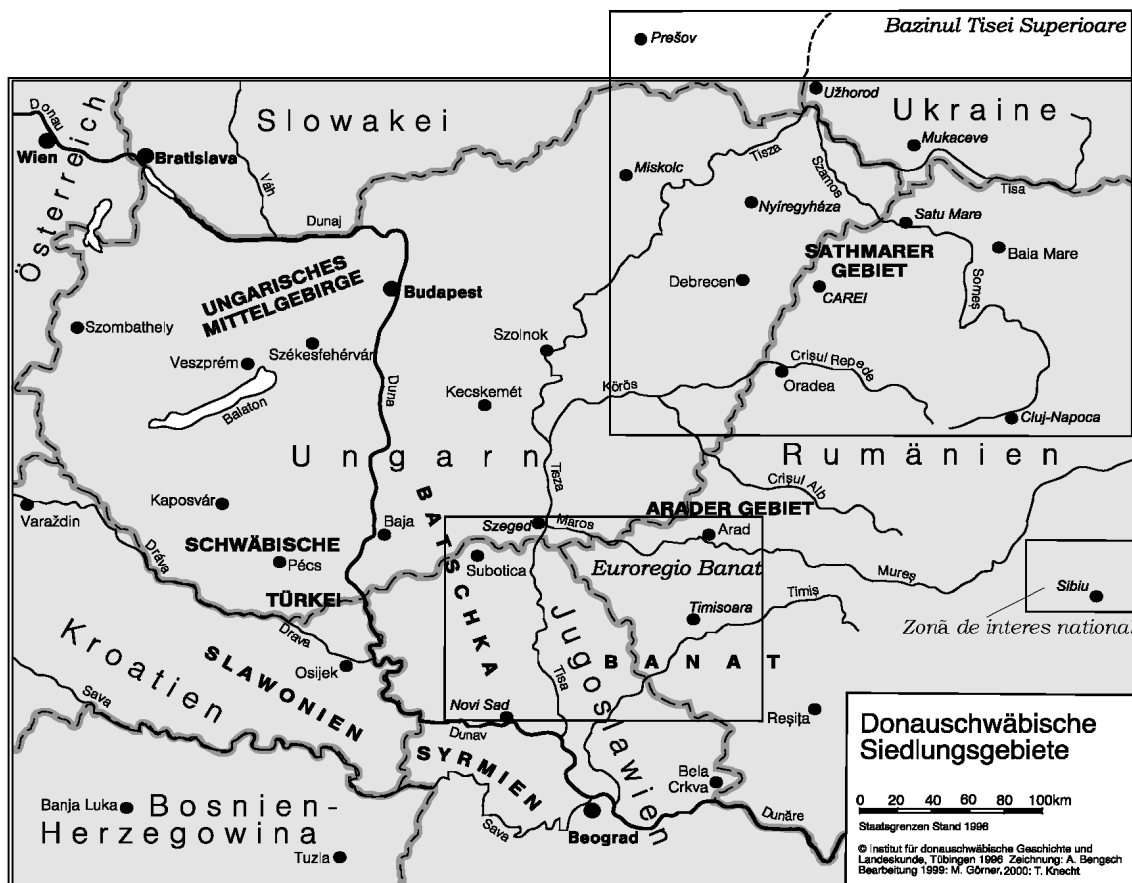 Bazinul Tisei Superioare
Prešov
Užhorod
Ukraine
Mukaceve
Tisa
Donau
Österreich
Slowakei
Wien
Bratislava
Váh
Dunaj
Miskolc
Tisza
Szamos
Nyíregyháza
Satu Mare
SATHMARER
GEBIET
Baia Mare
Debrecen
CAREI
Someș
UNGARISCHES
MITTELGEBIRGE
Budapest
Szombathely
Székesfehérvár
Veszprém
Balaton
Duna
Szolnok
Kecskemét
Körös
Crișul Repede
Oradea
Cluj-Napoca
Ungarn
Rumänien
Tisza
Crișul Alb
Kaposvár
Varaždin
BATSCHKA
Baja
Szeged
Maros
ARADER GEBIET
Arad
SCHWÄBISCHE
Pécs
TÜRKEI
Dráva
Subotica
Euroregio Banat
Mureș
Sibiu
Zonă de interes national
Timisoara
Timiș
Jugoslawien
BANAT
Kroatien
Drava
SLAWONIEN
Osijek
Tisa
Sava
Novi Sad
Dunav
SYRMIEN
Reșița
Bela
Crkva
Dunăre
Banja Luka
Bosnien-
Herzegowina
Tuzla
Sava
Beograd
Donauschwäbische
Siedlungsgebiete
0 20 40 60 80 100km
Staatsgrenzen Stand 1996
© Institut für donauschwäbische Geschichte und
Landeskunde, Tübingen 1996 Zeichnung: A. Bengsch
Bearbeitung 1999: M. Görner, 2000: T. Knecht